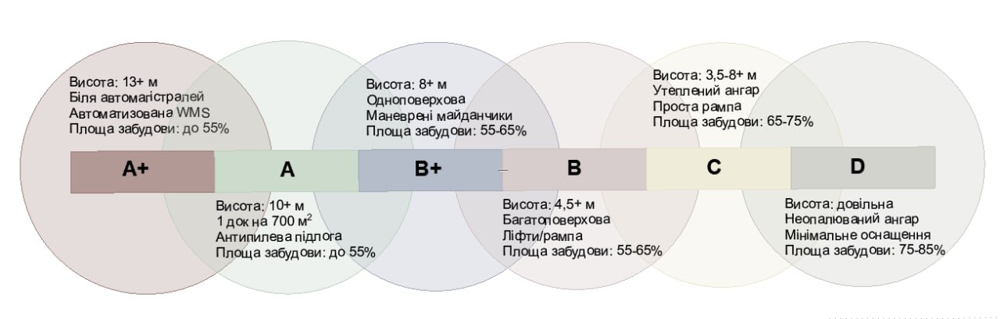 Висота: 13+ м
Біля автомагістралей
Автоматизована WMS
Площа забудови: до 55%
Висота: 8+ м
Одноповерхова
Маневрені майданчики
Площа забудови: 55-65%
Висота: 3,5-8+ м
Утеплений ангар
Проста рампа
Площа забудови: 65-75%
A+
A
B+
B
C
D
Висота: 10+ м
1 док на 700 м²
Антипилева підлога
Площа забудови: до 55%
Висота: 4,5+ м
Багатоповерхова
Ліфти/рампа
Площа забудови: 55-65%
Висота: довільна
Неопалюваний ангар
Мінімальне оснащення
Площа забудови: 75-85%